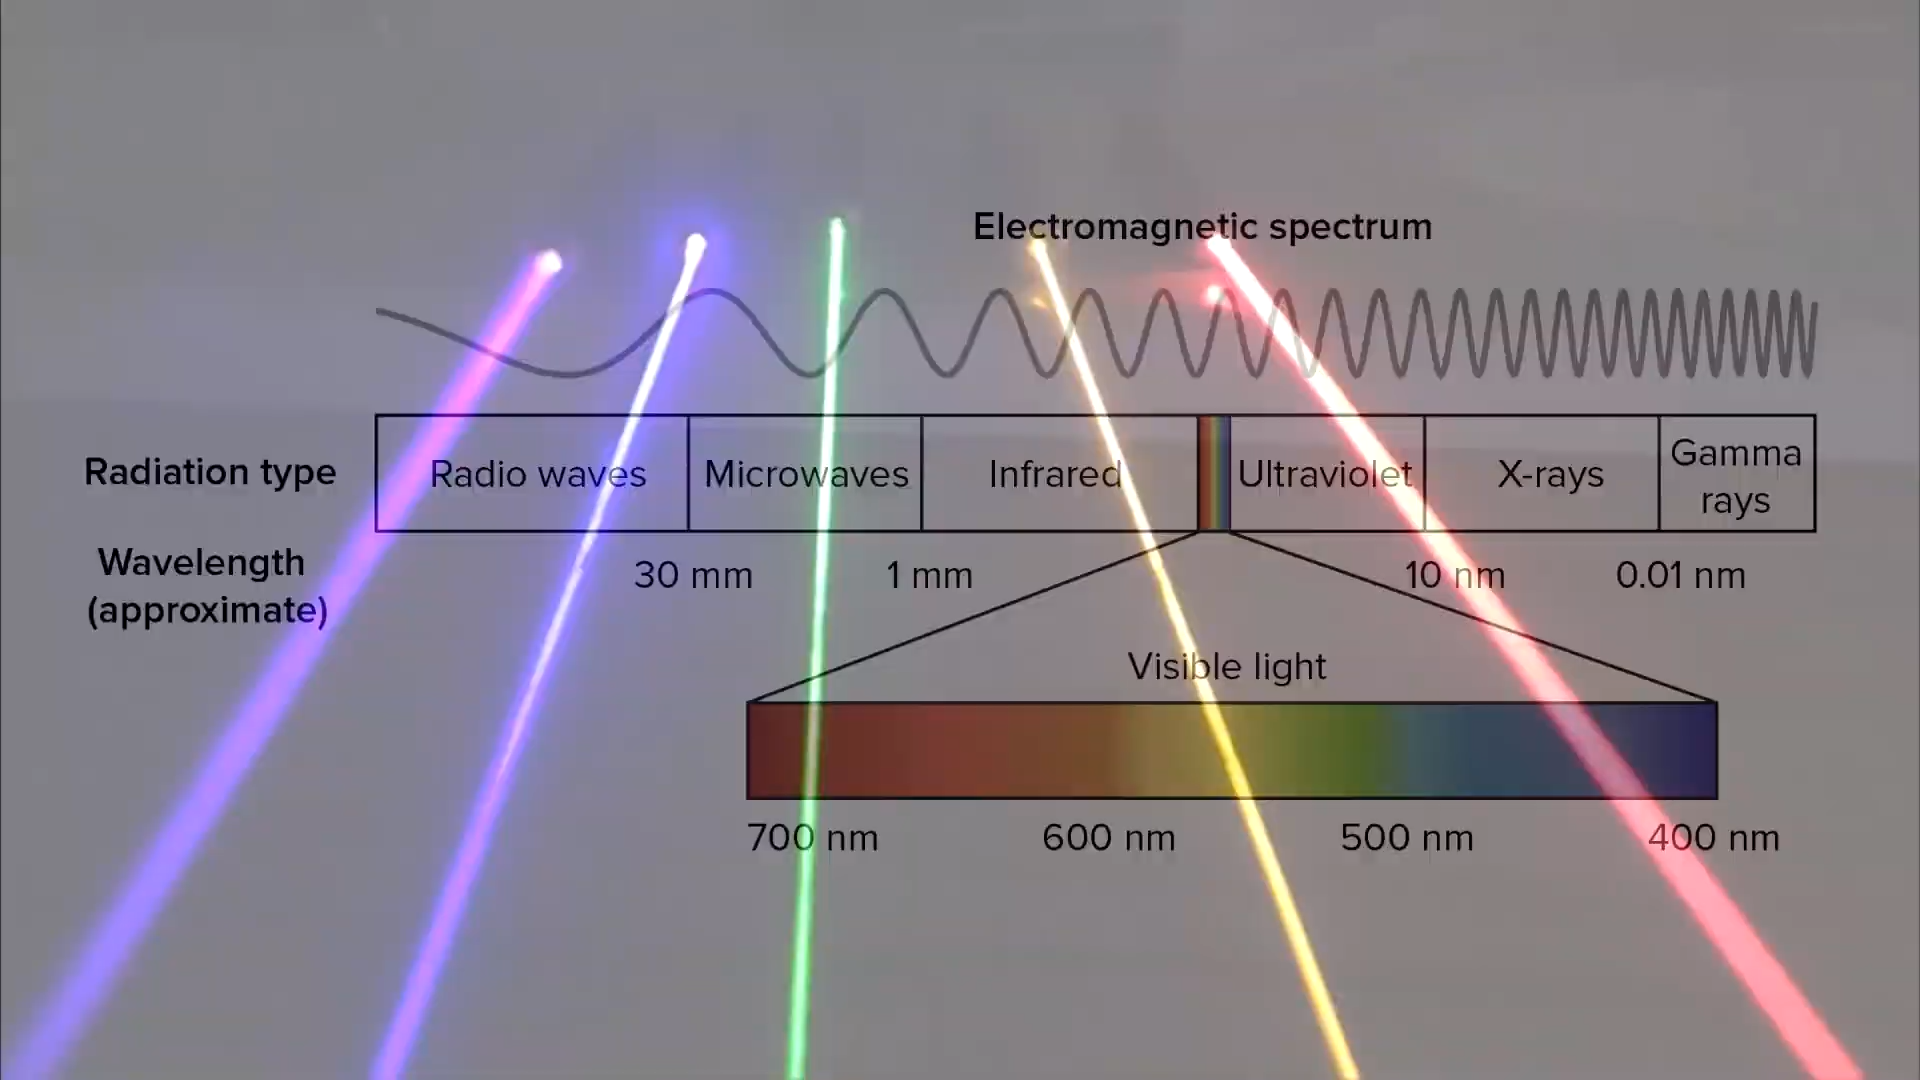 Electromagnetic spectrum
Radiation type
Radio waves
Microwaves
Infrared
Ultraviolet
X-rays
Gamma
rays
Wavelength
(approximate)
30 mm
1 mm
10 nm
0.01 nm
Visible light
700 nm
600 nm
500 nm
400 nm